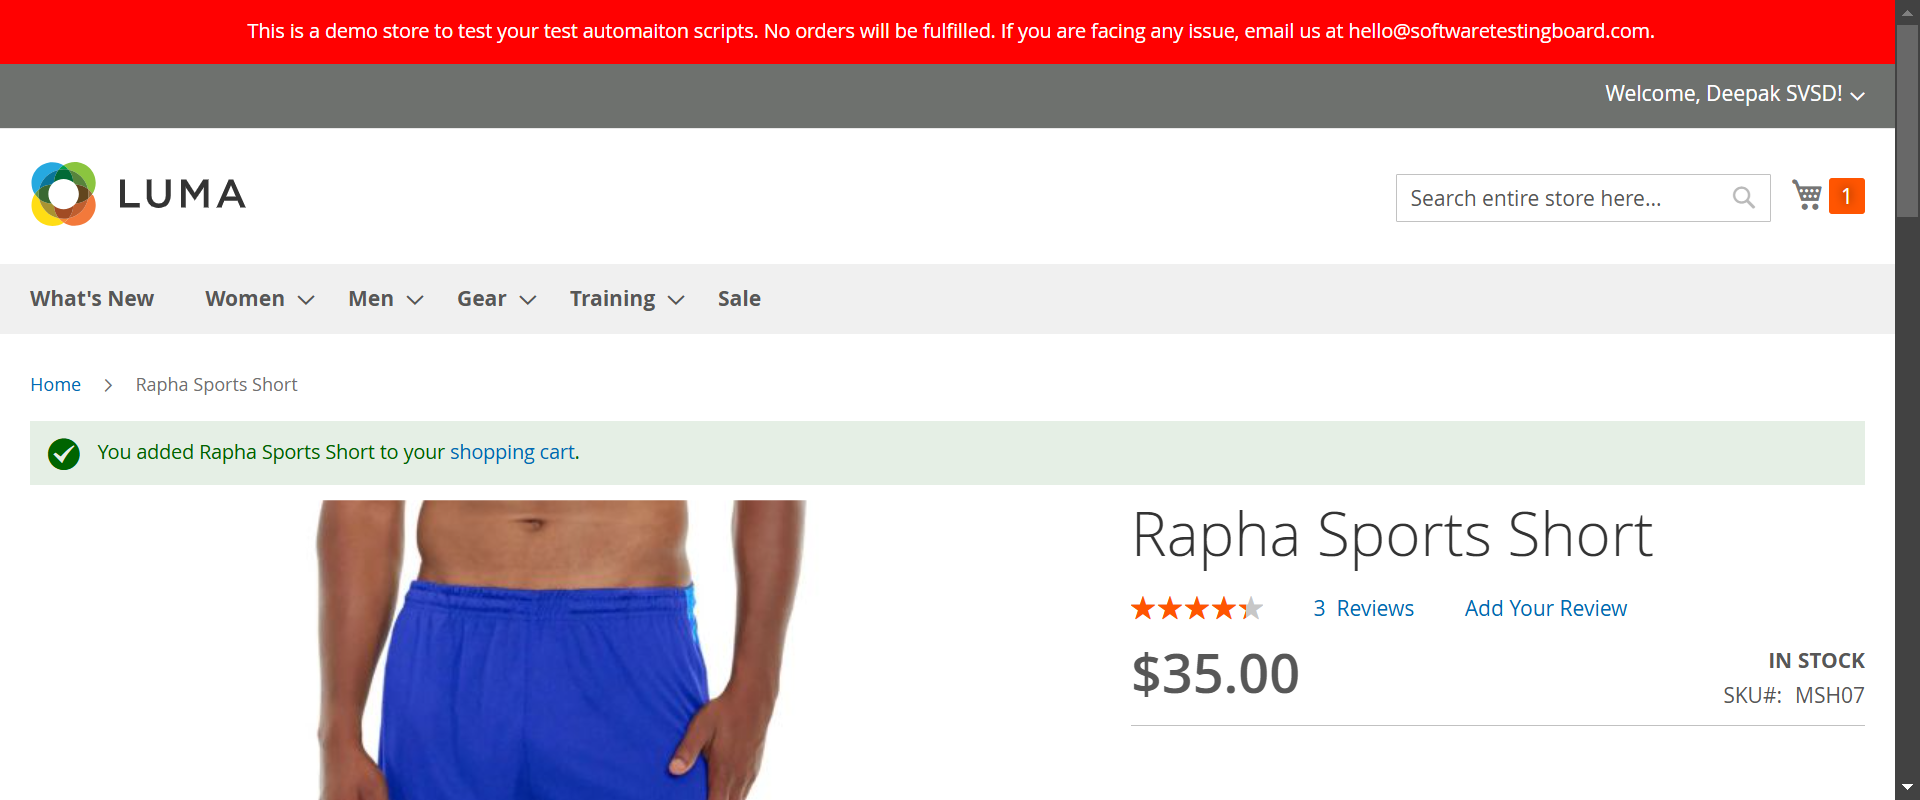 This is a demo store to test your test automaiton scripts. No orders will be fulfilled. If you are facing any issue, email us at hello@softwaretestingboard.com.
Welcome, Deepak SVSD!
LUMA
Search entire store here...
1
What's New Women Men Gear Training Sale
Home Rapha Sports Short
You added Rapha Sports Short to your shopping cart.
Rapha Sports Short
3 Reviews Add Your Review
$35.00
IN STOCK
SKU#: MSH07